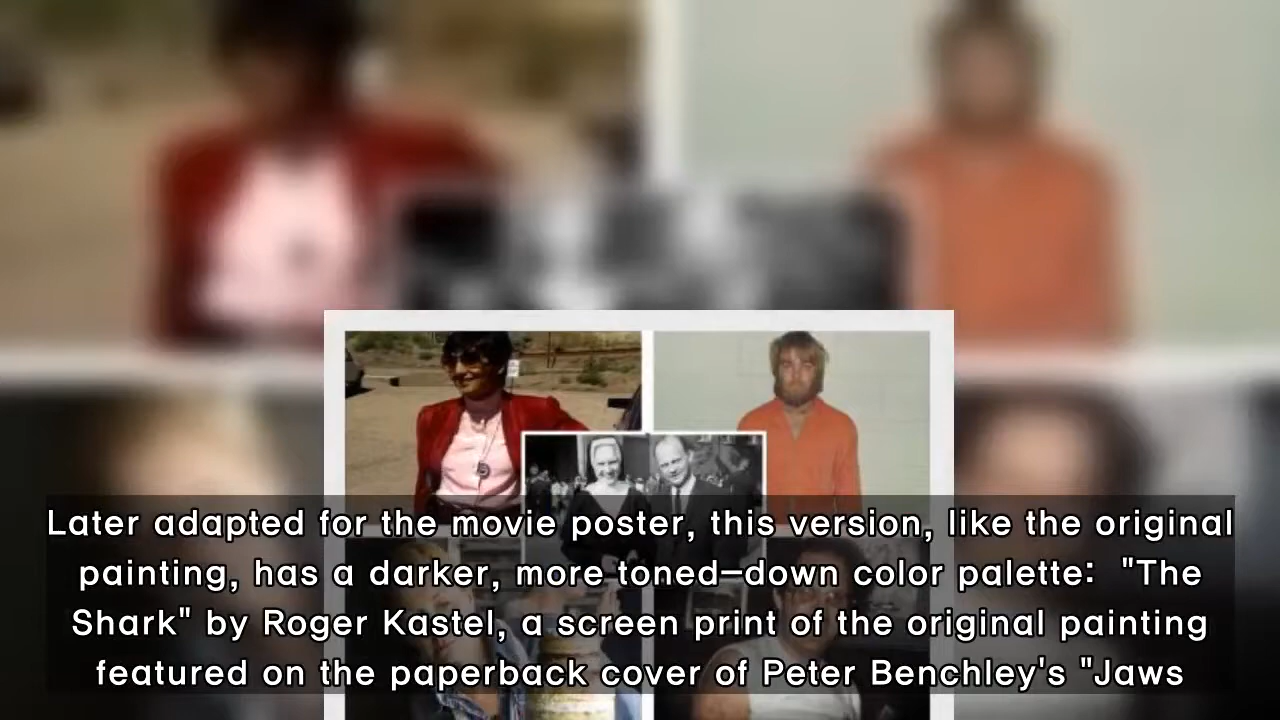 Later adapted for the movie poster, this version, like the original
painting, has a darker, more toned–down color palette: "The
Shark" by Roger Kastel, a screen print of the original painting
featured on the paperback cover of Peter Benchley's "Jaws